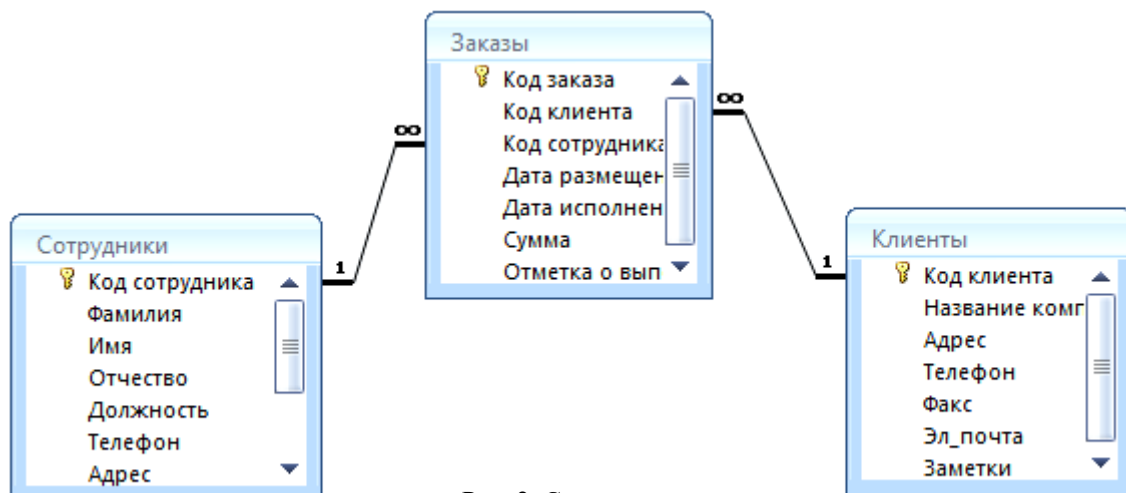 Заказы
Код заказа
Код клиента
Код сотрудника
Дата размещен
Дата исполнен
Сумма
Отметка о вып
∞
∞
Сотрудники
1
Код сотрудника
Фамилия
Имя
Отчество
Должность
Телефон
Адрес
Клиенты
1
Код клиента
Название комп
Адрес
Телефон
Факс
Эл_почта
Заметки